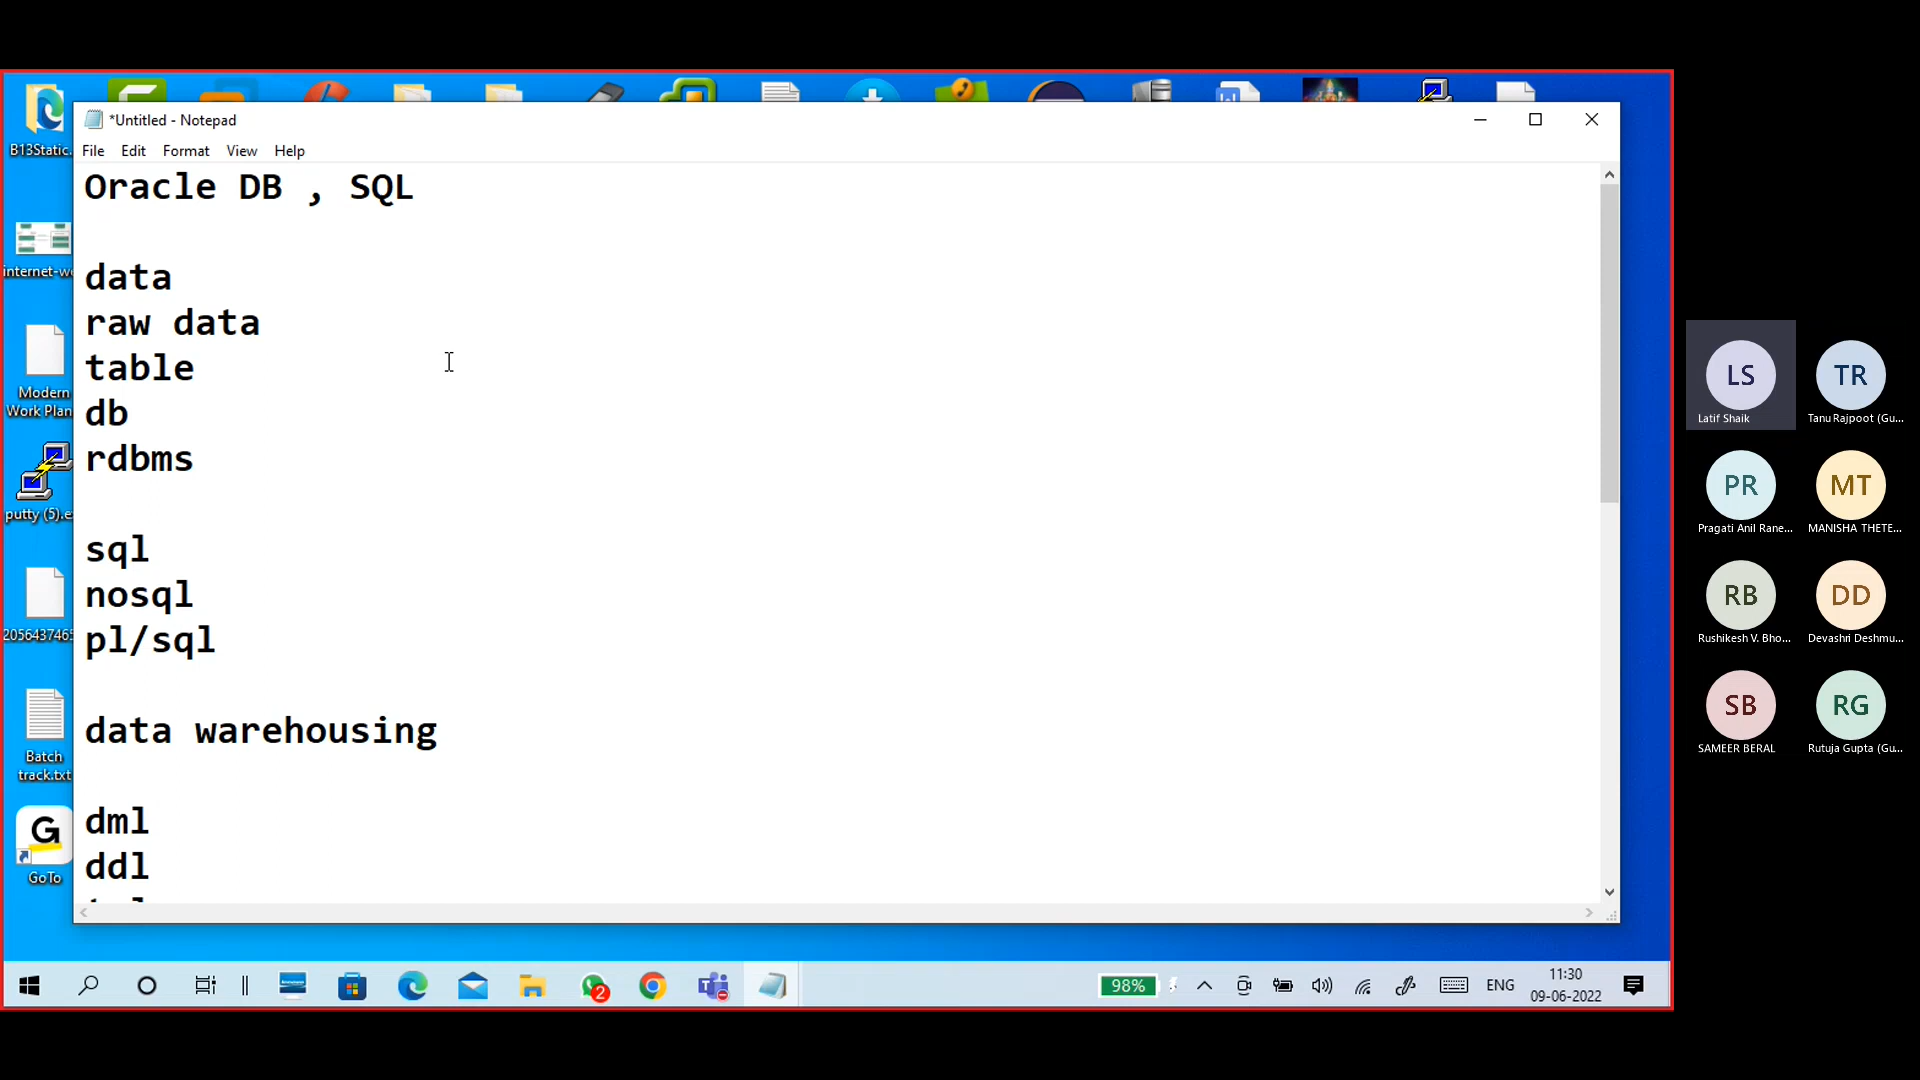 B13Static.
*Untitled - Notepad
File Edit Format View Help
Oracle DB , SQL
data
raw data
table
db
rdbms
sql
nosql
pl/sql
data warehousing
dml
ddl
internet-we
Modern
Work Plan
putty (5).e
2056437465
Batch
track.txt
G
GoTo
LS
Latif Shaik
TR
Tanu Rajpoot (Gu...
PR
Pragati Anil Rane...
MT
MANISHA THETE...
RB
Rushikesh V. Bho...
DD
Devashri Deshmu...
SB
SAMEER BERAL
RG
Rutuja Gupta (Gu...
2
98%
ENG
11:30
09-06-2022